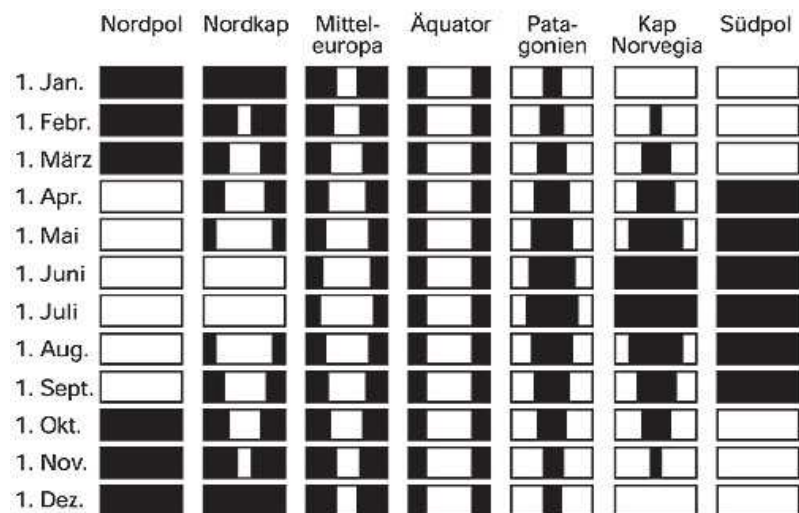 Nordpol Nordkap Mittel- Äquator Pata- Kap Südpol
europa gonien Norvegia
1. Jan.
1. Febr.
1. März
1. Apr.
1. Mai
1. Juni
1. Juli
1. Aug.
1. Sept.
1. Okt.
1. Nov.
1. Dez.